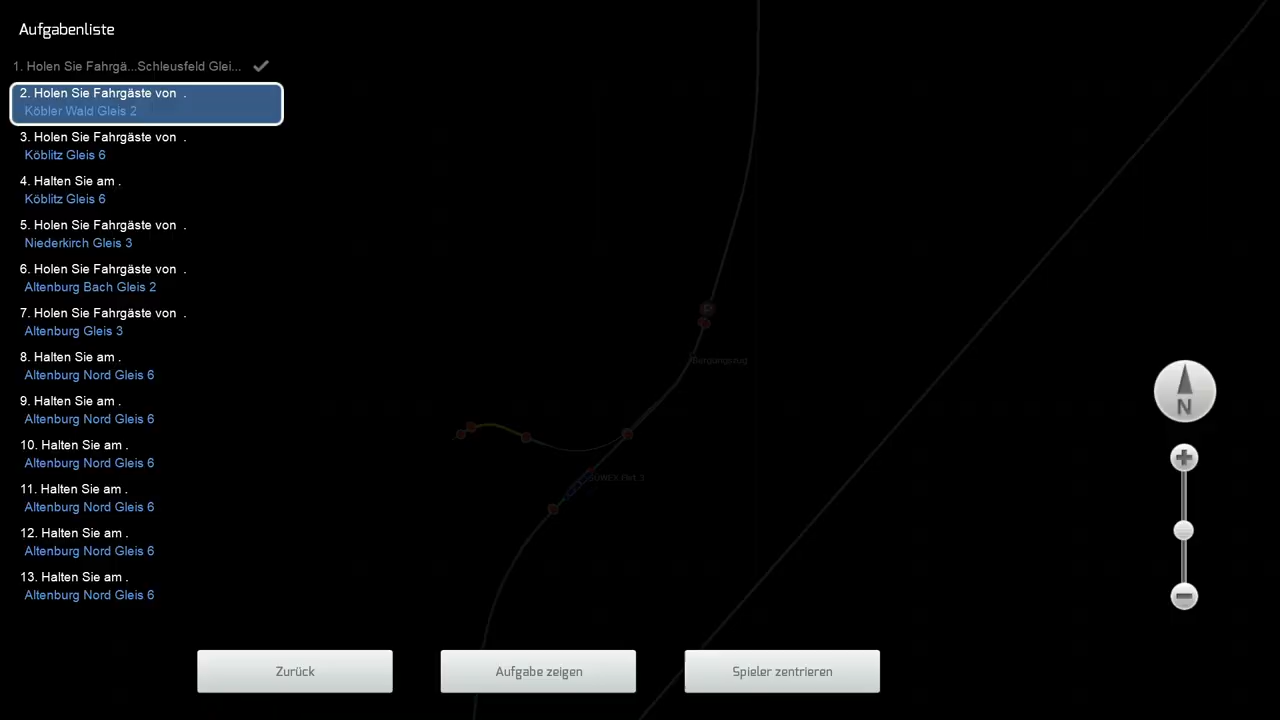 Aufgabenliste
1. Holen Sie Fahrgä...Schleusfeld Glei...
2. Holen Sie Fahrgäste von .
Köbler Wald Gleis 2
3. Holen Sie Fahrgäste von .
Köblitz Gleis 6
4. Halten Sie am .
Köblitz Gleis 6
5. Holen Sie Fahrgäste von .
Niederkirch Gleis 3
6. Holen Sie Fahrgäste von .
Altenburg Bach Gleis 2
7. Holen Sie Fahrgäste von .
Altenburg Gleis 3
8. Halten Sie am .
Altenburg Nord Gleis 6
9. Halten Sie am .
Altenburg Nord Gleis 6
10. Halten Sie am .
Altenburg Nord Gleis 6
11. Halten Sie am .
Altenburg Nord Gleis 6
12. Halten Sie am .
Altenburg Nord Gleis 6
13. Halten Sie am .
Altenburg Nord Gleis 6
N
Zurück
Aufgabe zeigen
Spieler zentrieren